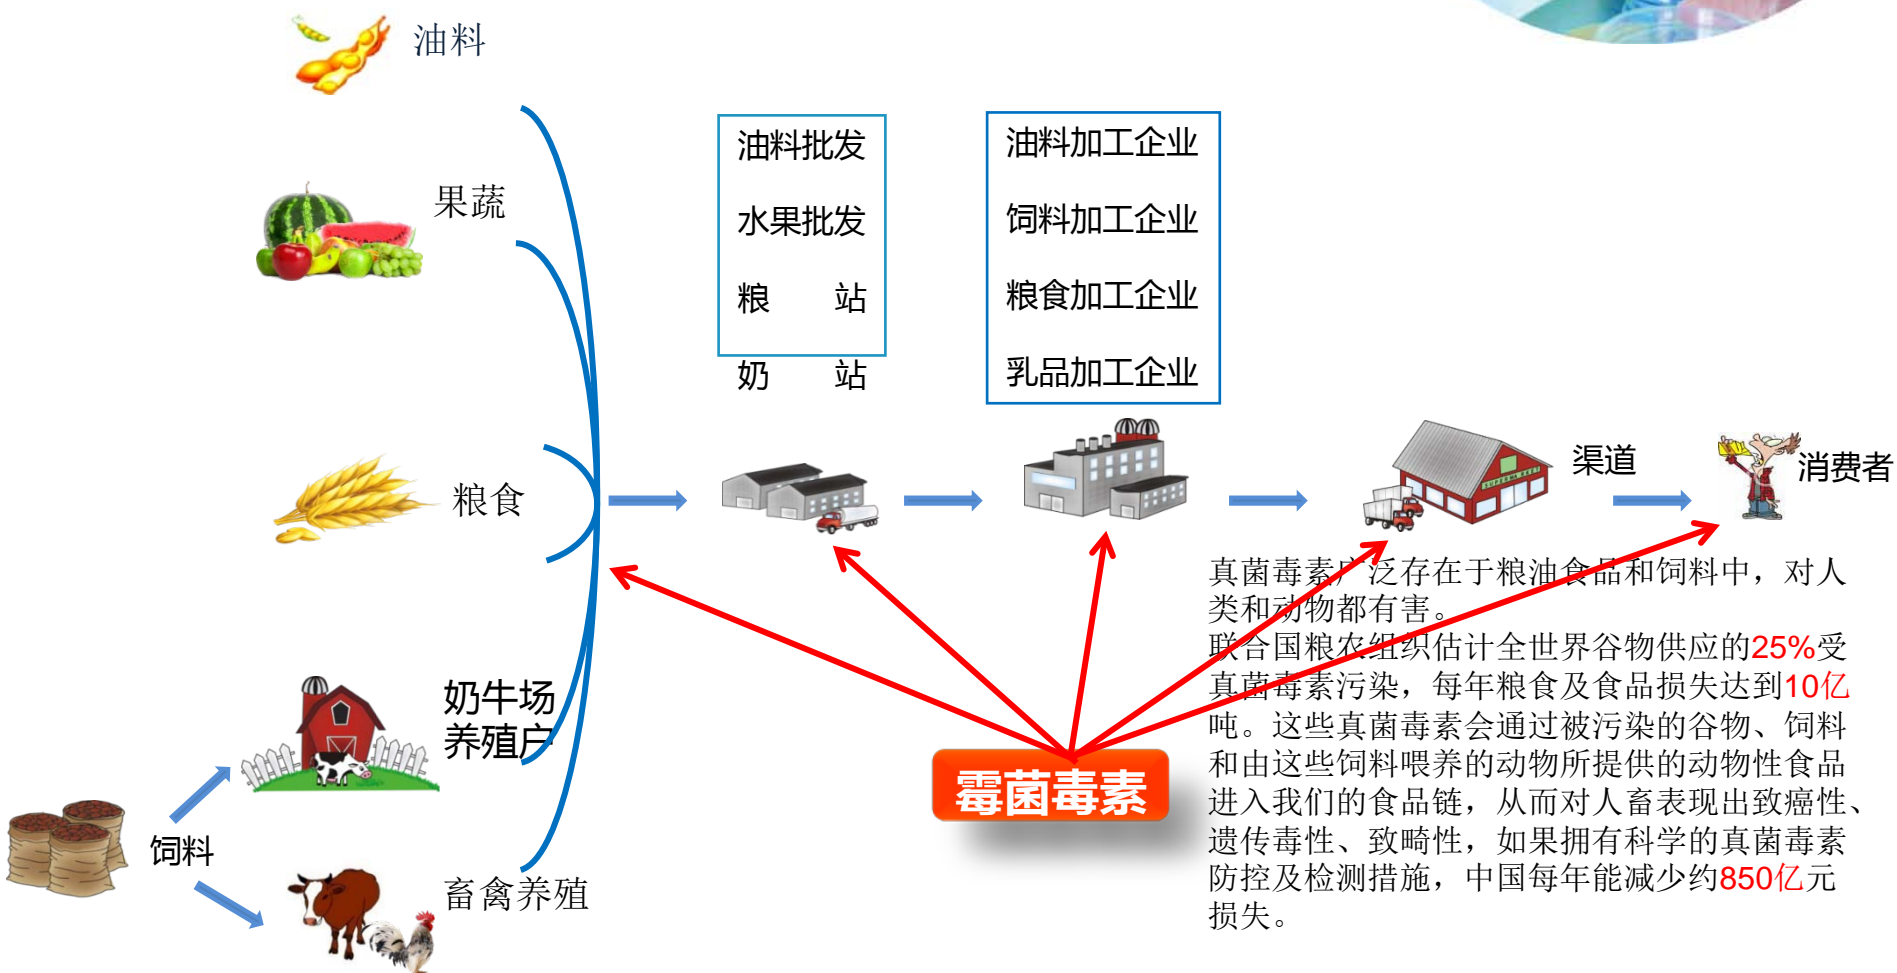 油料
果蔬
粮食
奶牛场
养殖户
饲料
畜禽养殖
油料批发
水果批发
粮 站
奶 站
油料加工企业
饲料加工企业
粮食加工企业
乳品加工企业
SUPERMARKET
渠道
消费者
霉菌毒素
真菌毒素广泛存在于粮油食品和饲料中，对人
类和动物都有害。
联合国粮农组织估计全世界谷物供应的25%受
真菌毒素污染，每年粮食及食品损失达到10亿
吨。这些真菌毒素会通过被污染的谷物、饲料
和由这些饲料喂养的动物所提供的动物性食品
进入我们的食品链，从而对人畜表现出致癌性、
遗传毒性、致畸性，如果拥有科学的真菌毒素
防控及检测措施，中国每年能减少约850亿元
损失。